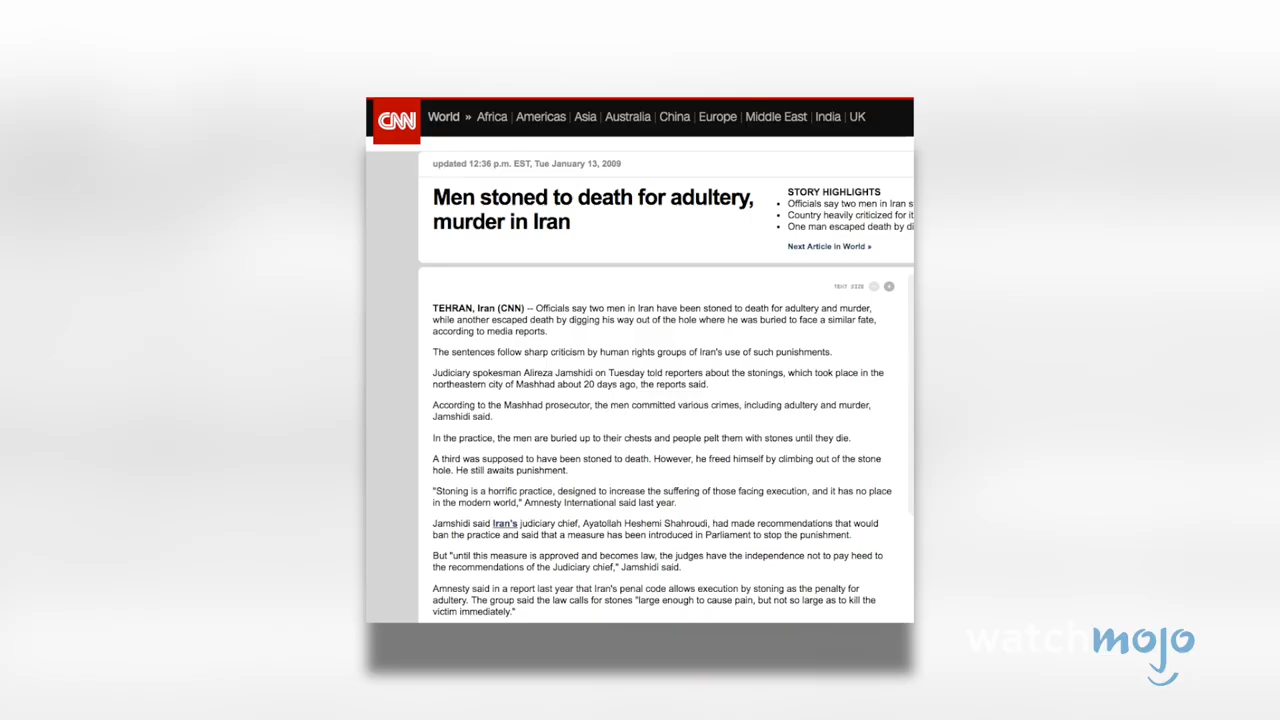 CNN World » Africa | Americas | Asia | Australia | China | Europe | Middle East | India | UK
updated 12:36 p.m. EST, Tue January 13, 2009
Men stoned to death for adultery,
murder in Iran
STORY HIGHLIGHTS
• Officials say two men in Iran s
• Country heavily criticized for it
• One man escaped death by di
Next Article in World »
TEXT SIZE
TEHRAN, Iran (CNN) -- Officials say two men in Iran have been stoned to death for adultery and murder,
while another escaped death by digging his way out of the hole where he was buried to face a similar fate,
according to media reports.
The sentences follow sharp criticism by human rights groups of Iran's use of such punishments.
Judiciary spokesman Alireza Jamshidi on Tuesday told reporters about the stonings, which took place in the
northeastern city of Mashhad about 20 days ago, the reports said.
According to the Mashhad prosecutor, the men committed various crimes, including adultery and murder,
Jamshidi said.
In the practice, the men are buried up to their chests and people pelt them with stones until they die.
A third was supposed to have been stoned to death. However, he freed himself by climbing out of the stone
hole. He still awaits punishment.
"Stoning is a horrific practice, designed to increase the suffering of those facing execution, and it has no place
in the modern world," Amnesty International said last year.
Jamshidi said Iran's judiciary chief, Ayatollah Heshemi Shahroudi, had made recommendations that would
ban the practice and said that a measure has been introduced in Parliament to stop the punishment.
But "until this measure is approved and becomes law, the judges have the independence not to pay heed to
the recommendations of the Judiciary chief," Jamshidi said.
Amnesty said in a report last year that Iran's penal code allows execution by stoning as the penalty for
adultery. The group said the law calls for stones "large enough to cause pain, but not so large as to kill the
victim immediately."
watchmojo